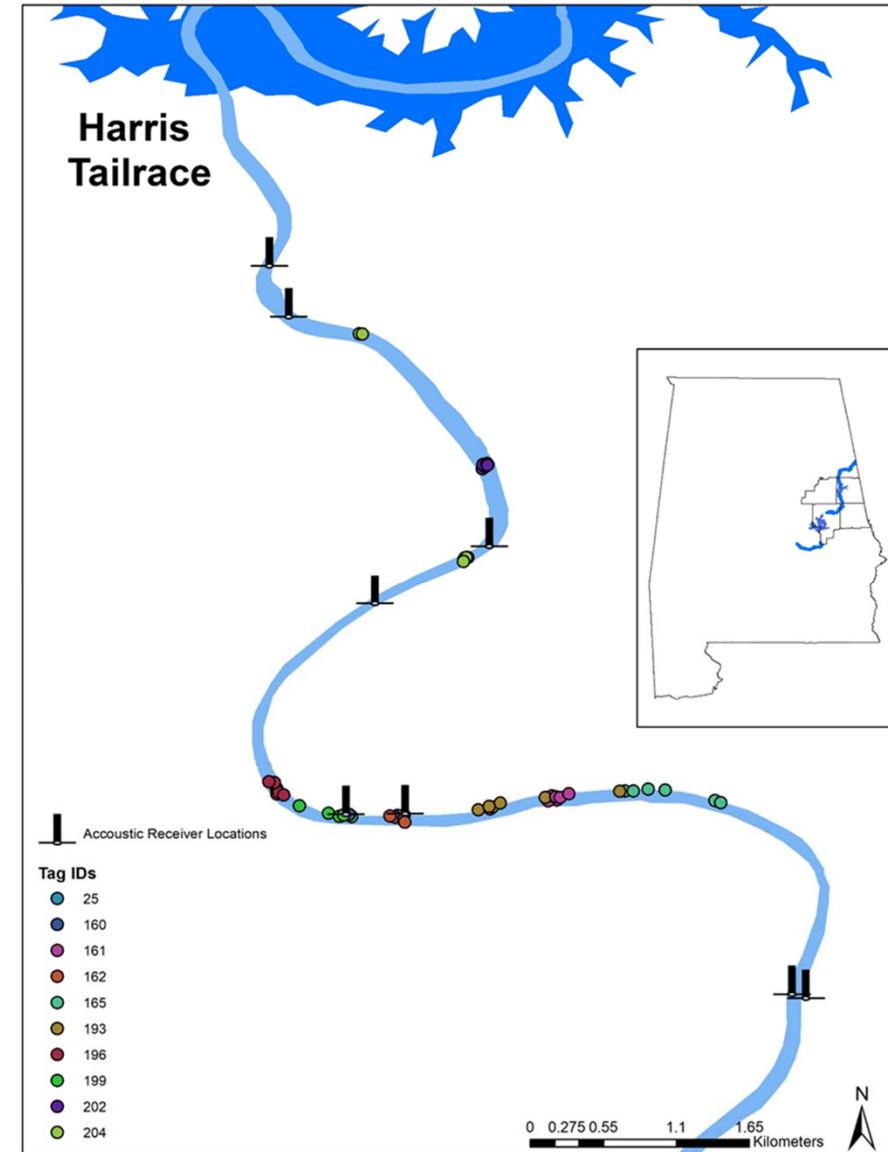 Harris
Tailrace
Accoustic Receiver Locations
Tag IDs
25
160
161
162
165
193
196
199
202
204
N
0 0.275 0.55 1.1 1.65
Kilometers